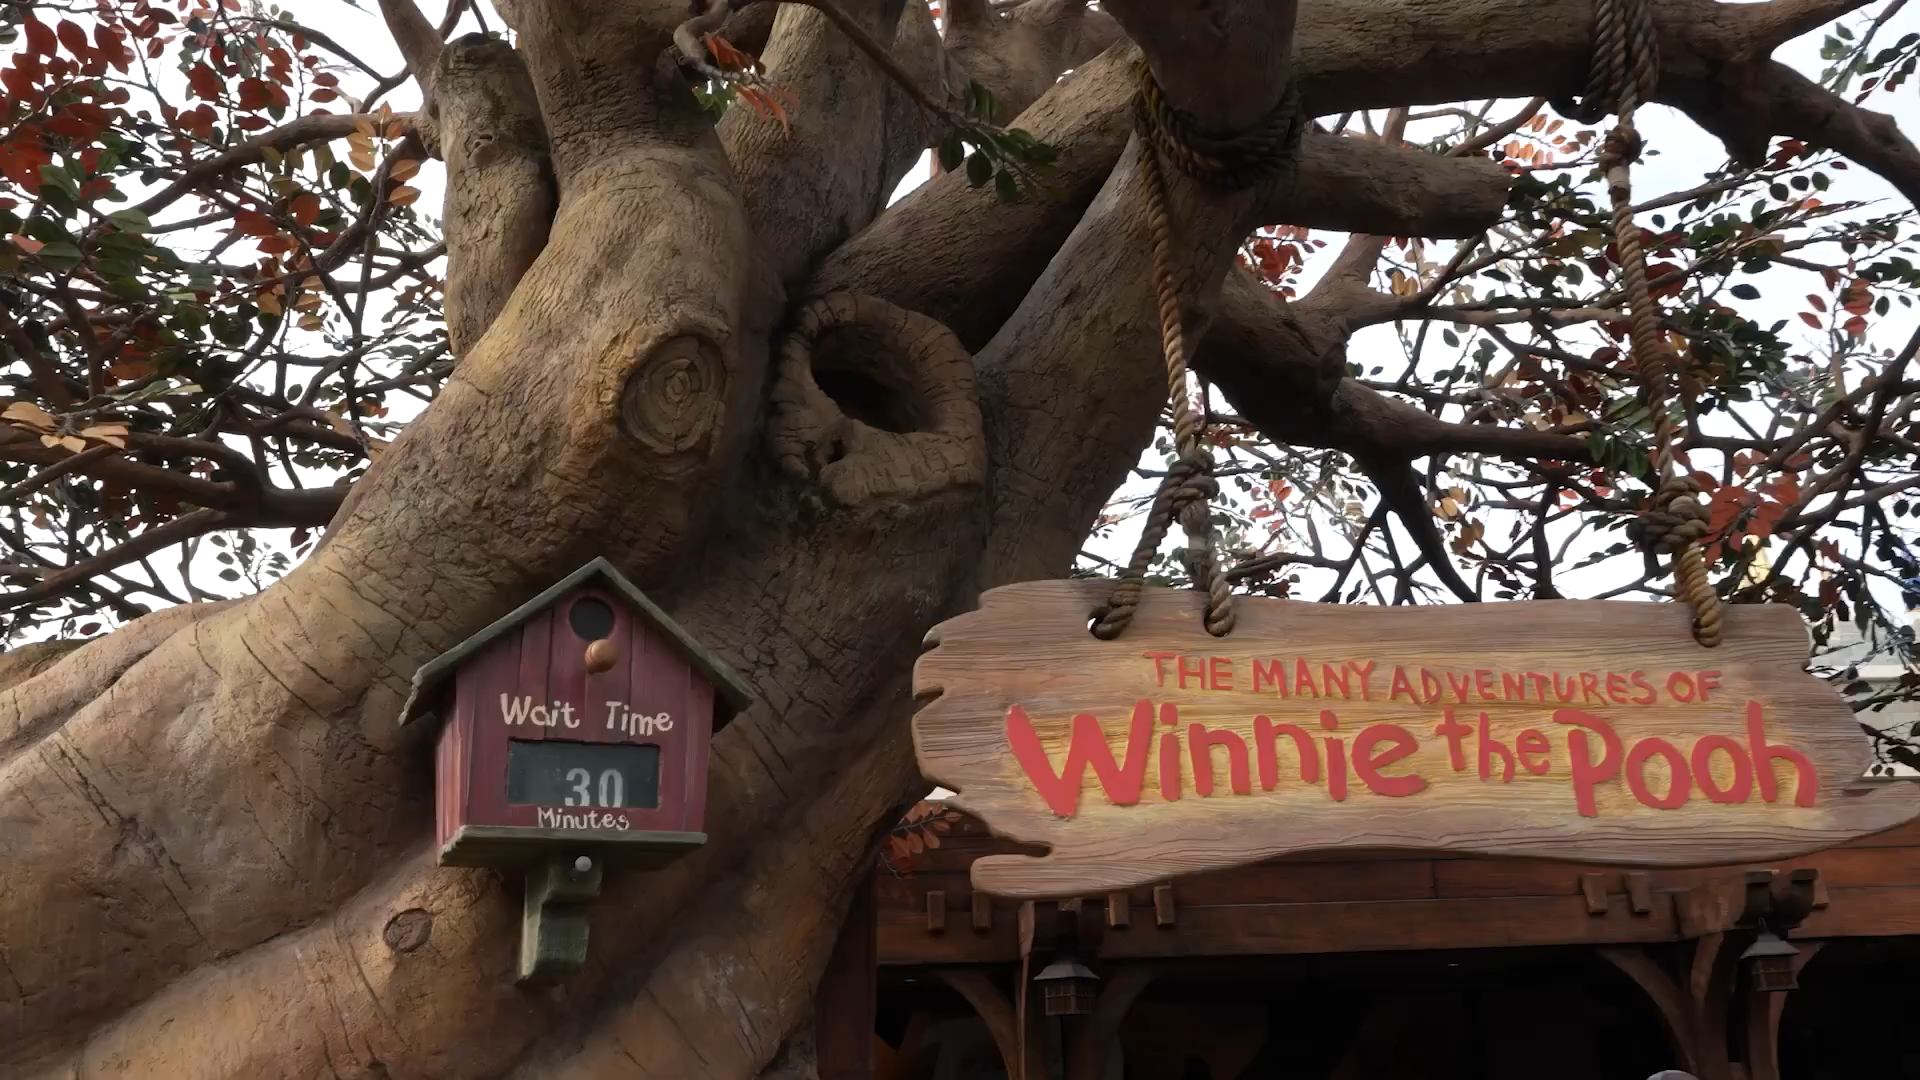 Wait Time
30
Minutes
THE MANY ADVENTURES OF
Winnie the Pooh